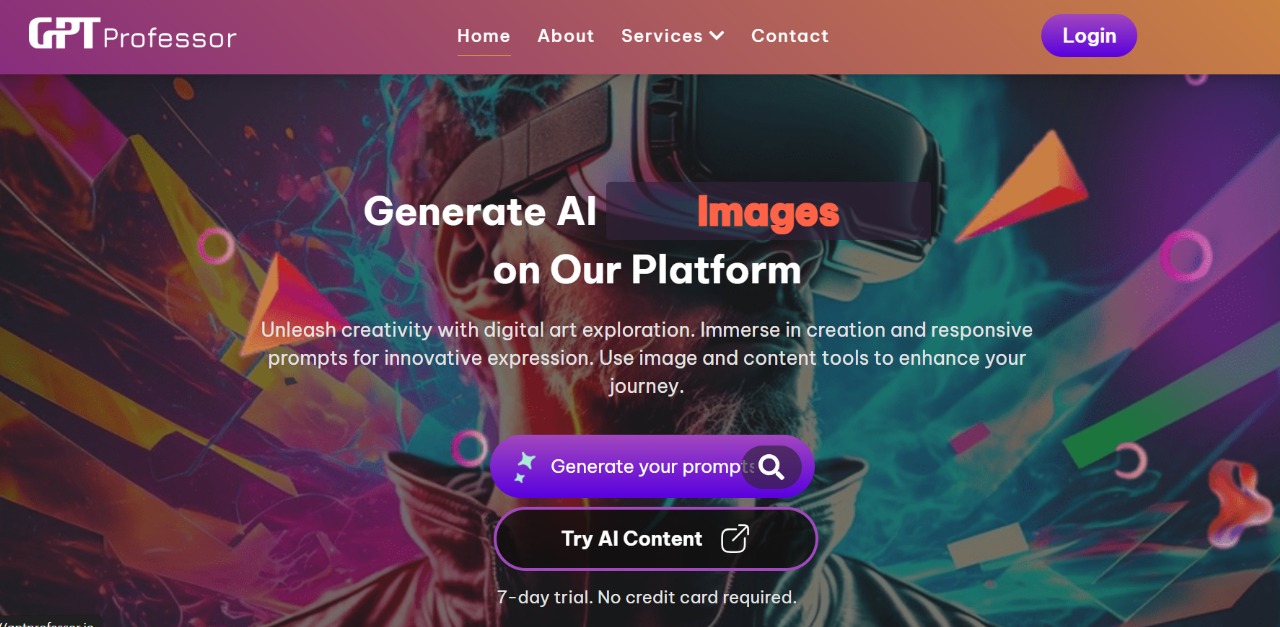 GPT Professor
Home About Services Contact
Login
Generate AI Images
on Our Platform
Unleash creativity with digital art exploration. Immerse in creation and responsive
prompts for innovative expression. Use image and content tools to enhance your
journey.
Generate your prompts
Try AI Content
7-day trial. No credit card required.